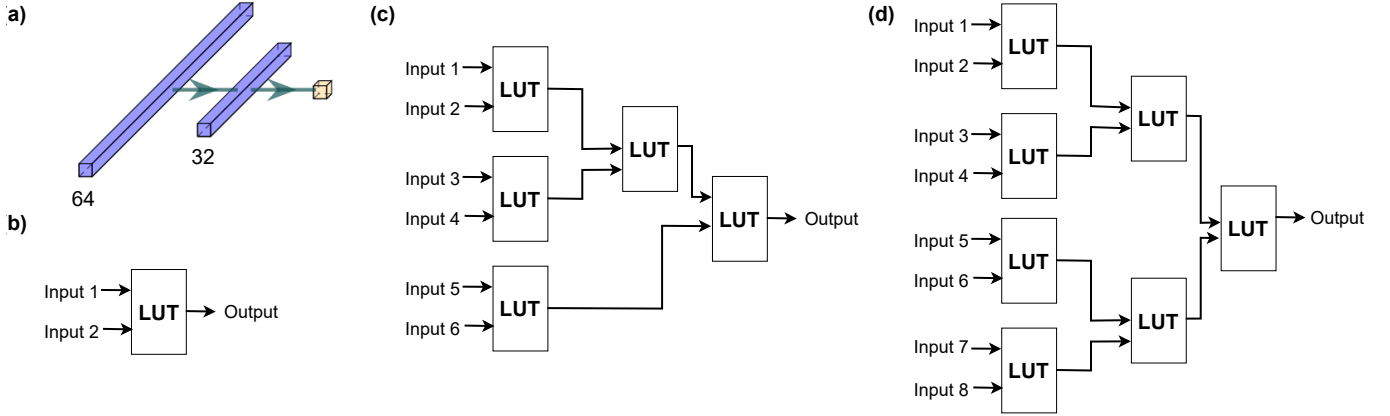 (a)
64
32
(b)
Input 1
Input 2
LUT
Output
(c)
Input 1
Input 2
LUT
Input 3
Input 4
LUT
Input 5
Input 6
LUT
LUT
LUT
Output
(d)
Input 1
Input 2
LUT
Input 3
Input 4
LUT
Input 5
Input 6
LUT
Input 7
Input 8
LUT
LUT
LUT
LUT
Output